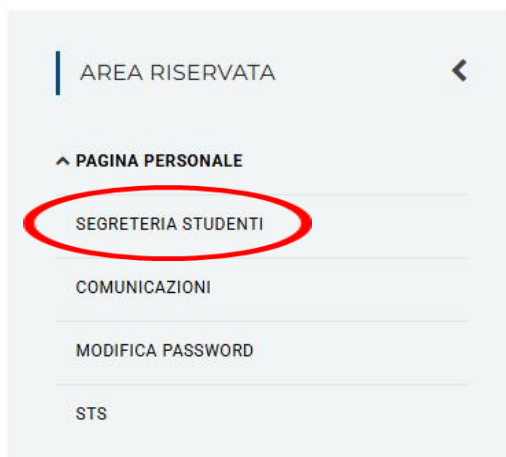 AREA RISERVATA
PAGINA PERSONALE
SEGRETERIA STUDENTI
COMUNICAZIONI
MODIFICA PASSWORD
STS